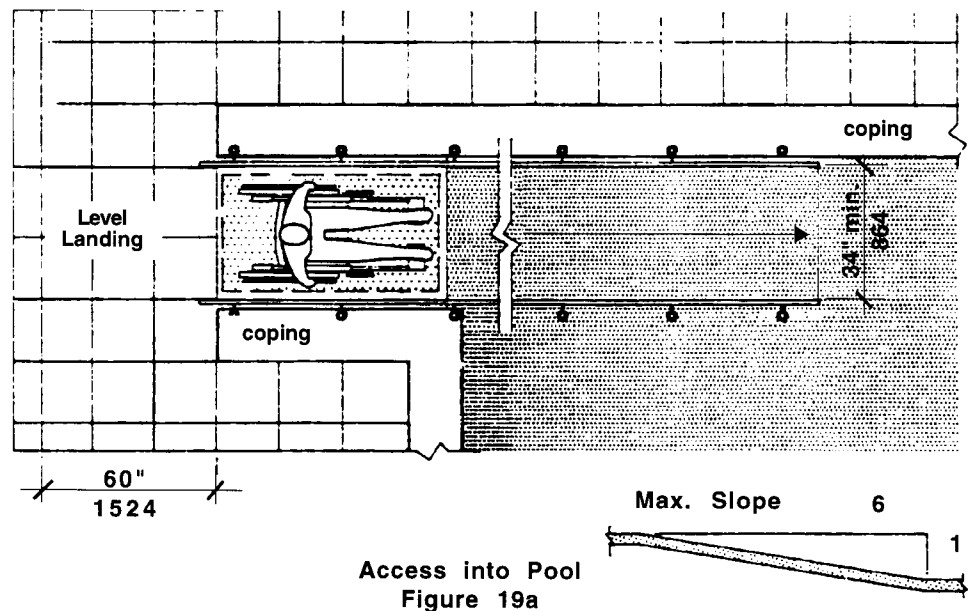 coping
Level
Landing
34" min.
864
coping
60"
1524
Max. Slope 6
1
Access into Pool
Figure 19a